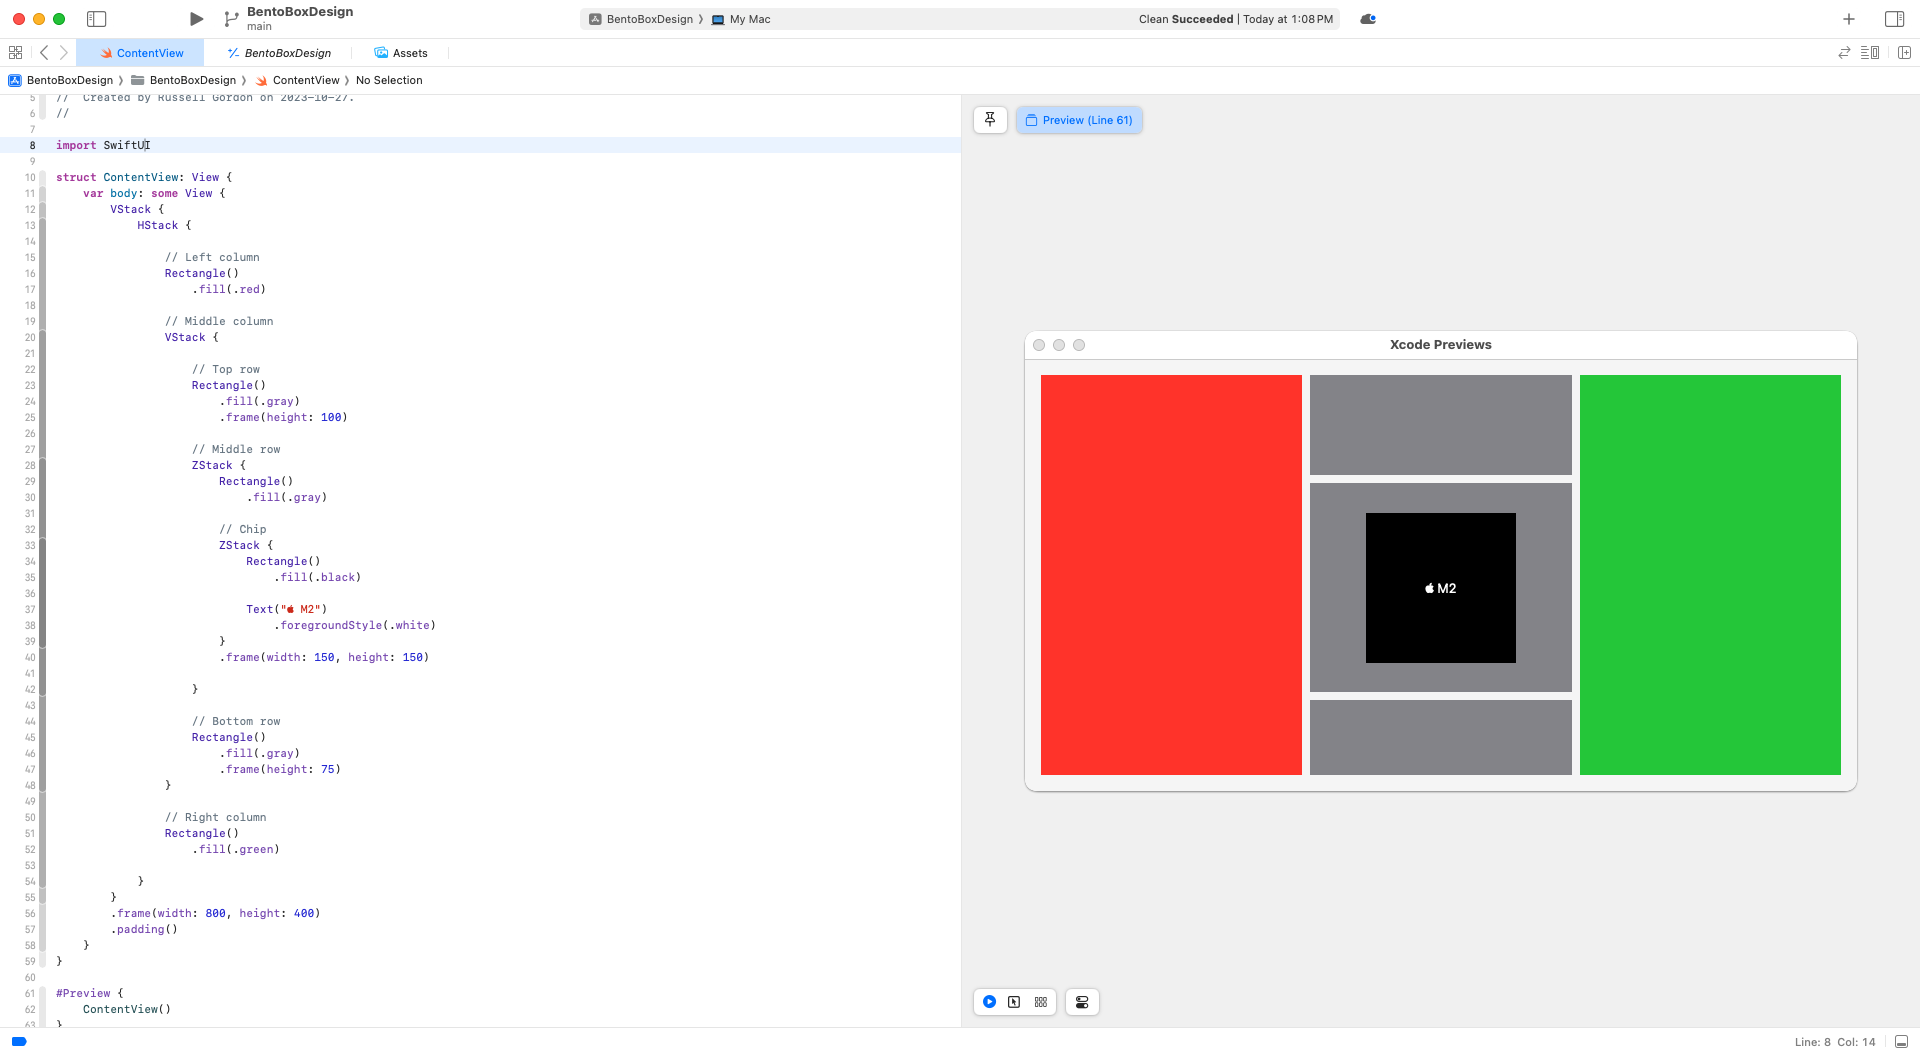 BentoBoxDesign
main
BentoBoxDesign 〉 My Mac
Clean Succeeded | Today at 1:08 PM
ContentView
BentoBoxDesign
Assets
BentoBoxDesign 〉 BentoBoxDesign 〉 ContentView 〉 No Selection
5 //  Created by Russell Gordon on 2023-10-27.
6 //
7
8 import SwiftUI
9
10 struct ContentView: View {
11     var body: some View {
12         VStack {
13             HStack {
14
15                 // Left column
16                 Rectangle()
17                     .fill(.red)
18
19                 // Middle column
20                 VStack {
21
22                     // Top row
23                     Rectangle()
24                         .fill(.gray)
25                         .frame(height: 100)
26
27                     // Middle row
28                     ZStack {
29                         Rectangle()
30                             .fill(.gray)
31
32                         // Chip
33                         ZStack {
34                             Rectangle()
35                                 .fill(.black)
36
37                             Text(" M2")
38                                 .foregroundStyle(.white)
39                         }
40                         .frame(width: 150, height: 150)
41
42                     }
43
44                     // Bottom row
45                     Rectangle()
46                         .fill(.gray)
47                         .frame(height: 75)
48                 }
49
50                 // Right column
51                 Rectangle()
52                     .fill(.green)
53
54             }
55         }
56         .frame(width: 800, height: 400)
57         .padding()
58     }
59 }
60
61 #Preview {
62     ContentView()
63 }
Preview (Line 61)
Xcode Previews
 M2
Line: 8 Col: 14